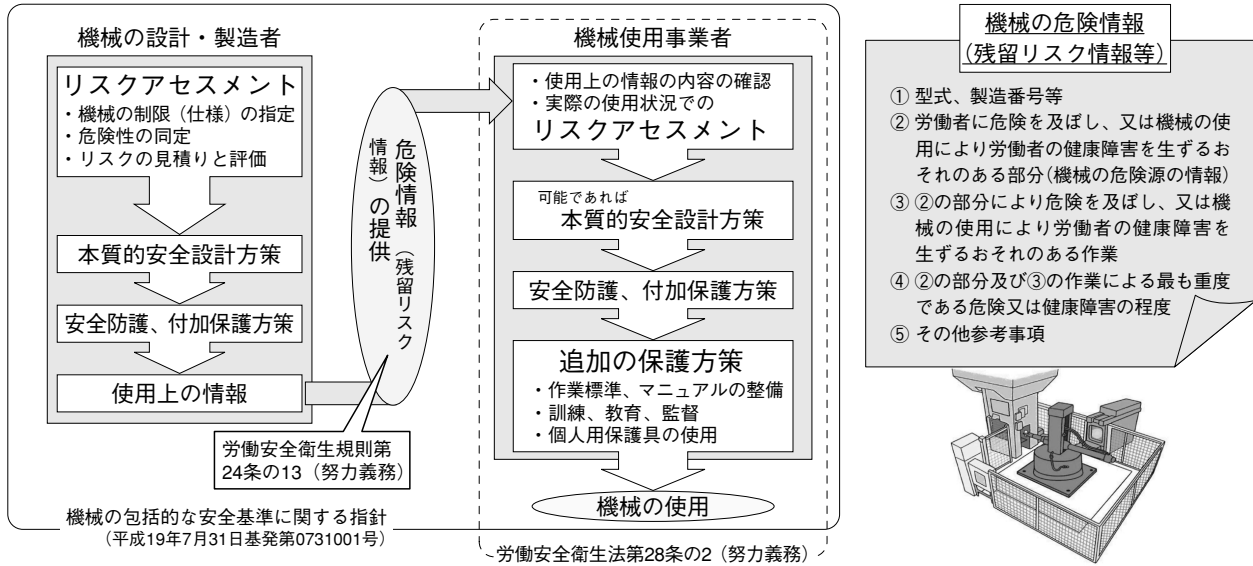 機械の設計・製造者
リスクアセスメント
・機械の制限（仕様）の指定
・危険性の同定
・リスクの見積りと評価
本質的安全設計方策
安全防護、付加保護方策
使用上の情報
危険情報（残留リスク
情報）の提供
労働安全衛生規則第
24条の13（努力義務）
機械の包括的な安全基準に関する指針
（平成19年7月31日基発第0731001号）
機械使用事業者
・使用上の情報の内容の確認
・実際の使用状況での
リスクアセスメント
可能であれば
本質的安全設計方策
安全防護、付加保護方策
追加の保護方策
・作業標準、マニュアルの整備
・訓練、教育、監督
・個人用保護具の使用
機械の使用
労働安全衛生法第28条の2（努力義務）
機械の危険情報
(残留リスク情報等)
① 型式、製造番号等
② 労働者に危険を及ぼし、又は機械の使
用により労働者の健康障害を生ずるお
それのある部分(機械の危険源の情報)
③ ②の部分により危険を及ぼし、又は機
械の使用により労働者の健康障害を
生ずるおそれのある作業
④ ②の部分及び③の作業による最も重度
である危険又は健康障害の程度
⑤ その他参考事項